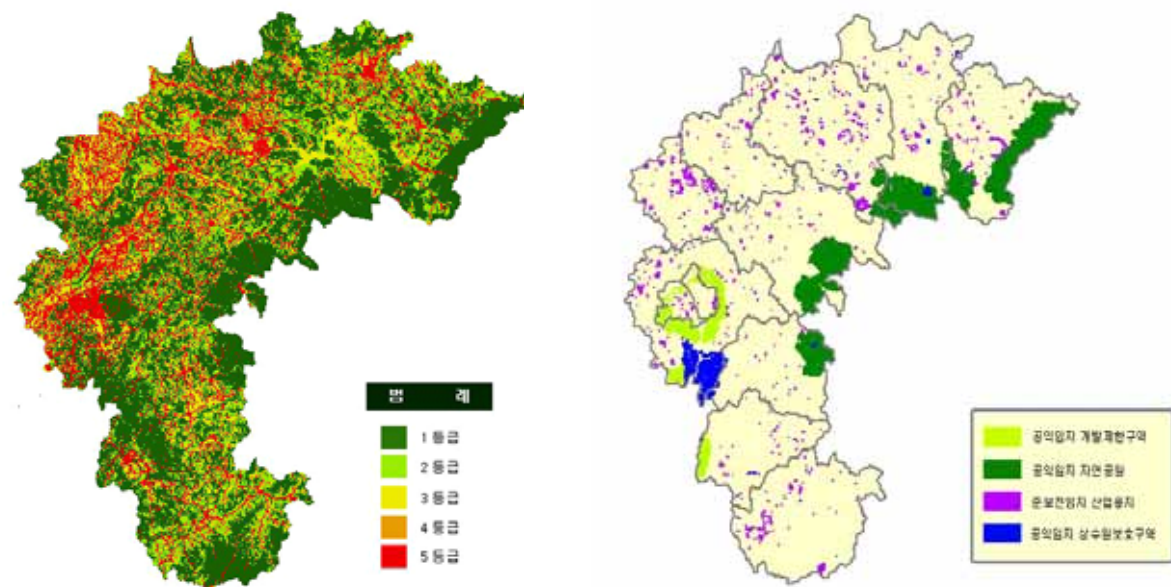 범 례
1 등급
2 등급
3 등급
4 등급
5 등급
공익임지 개발제한구역
공익임지 자연공원
준보전임지 산업용지
공익임지 상수원보호구역